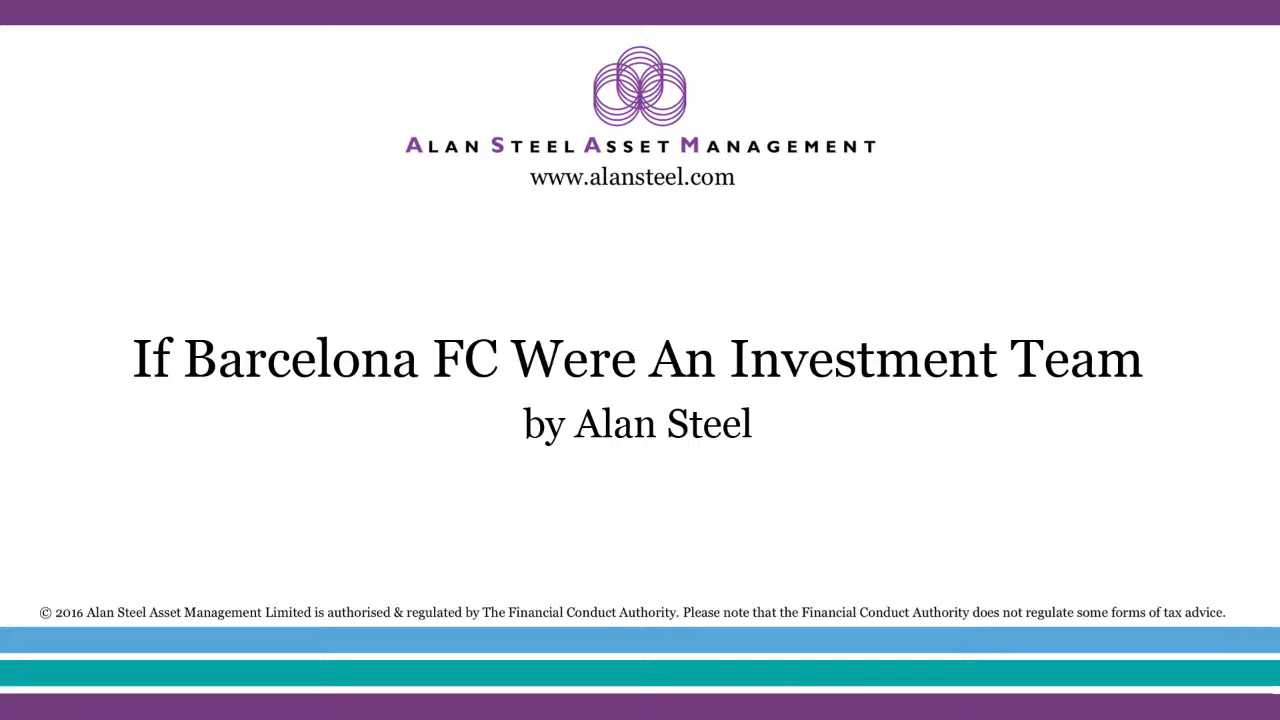 ALAN STEEL ASSET MANAGEMENT
www.alansteel.com
If Barcelona FC Were An Investment Team
by Alan Steel
© 2016 Alan Steel Asset Management Limited is authorised & regulated by The Financial Conduct Authority. Please note that the Financial Conduct Authority does not regulate some forms of tax advice.